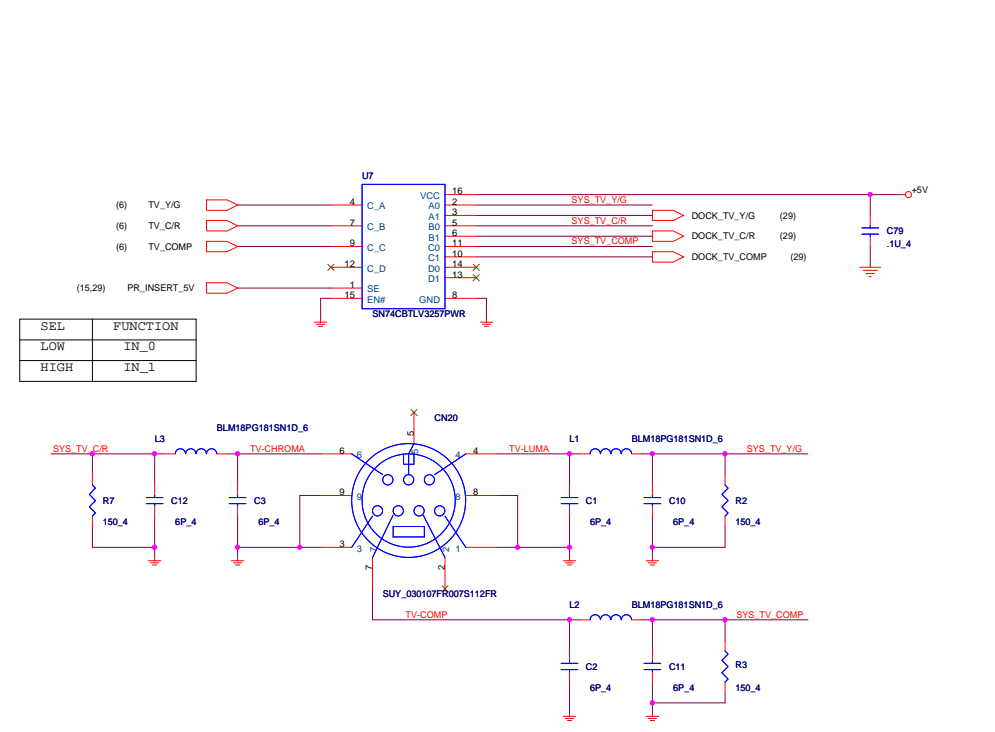 U7
VCC 16 +5V
(6) TV_Y/G 4 C_A A0 2 SYS_TV_Y/G
A1 3 DOCK_TV_Y/G (29)
(6) TV_C/R 7 C_B B0 5 SYS_TV_C/R
B1 6 DOCK_TV_C/R (29)
C79
.1U_4
(6) TV_COMP 9 C_C C0 11 SYS_TV_COMP
C1 10 DOCK_TV_COMP (29)
12 C_D D0 14
D1 13
(15,29) PR_INSERT_5V 1 SE
15 EN# GND 8
SN74CBTLV3257PWR
SEL FUNCTION
LOW IN_0
HIGH IN_1
CN20
BLM18PG181SN1D_6
L3
SYS_TV_C/R
TV-CHROMA
5
6 6
4 4
TV-LUMA
L1
BLM18PG181SN1D_6
SYS_TV_Y/G
R7
150_4
C12
6P_4
C3
6P_4
9 9
8 8
C1
6P_4
C10
6P_4
R2
150_4
3 3
7
2
1
7
2
SUY_030107FR007S112FR
TV-COMP
L2
BLM18PG181SN1D_6
SYS_TV_COMP
C2
6P_4
C11
6P_4
R3
150_4